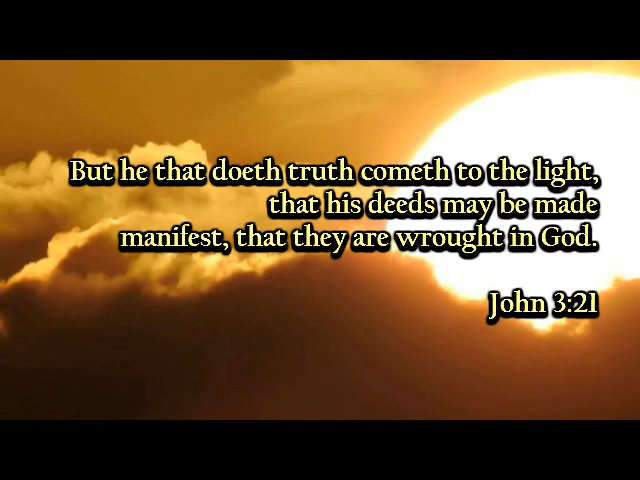 But he that doeth truth cometh to the light,
that his deeds may be made
manifest, that they are wrought in God.
John 3:21